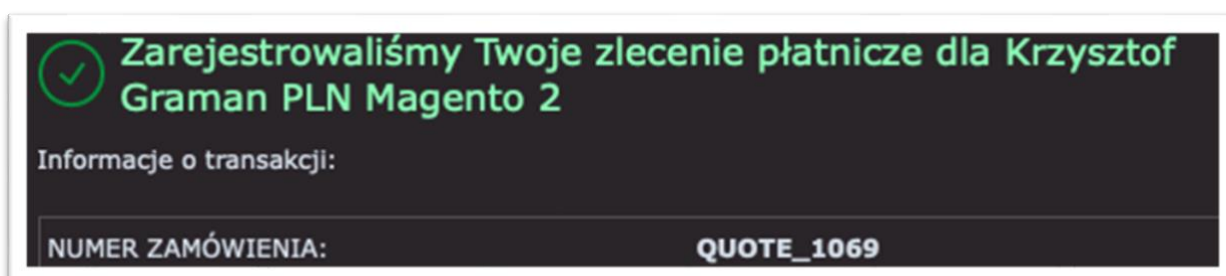 Zarejestrowaliśmy Twoje zlecenie płatnicze dla Krzysztof
Graman PLN Magento 2
Informacje o transakcji:
NUMER ZAMÓWIENIA: QUOTE_1069